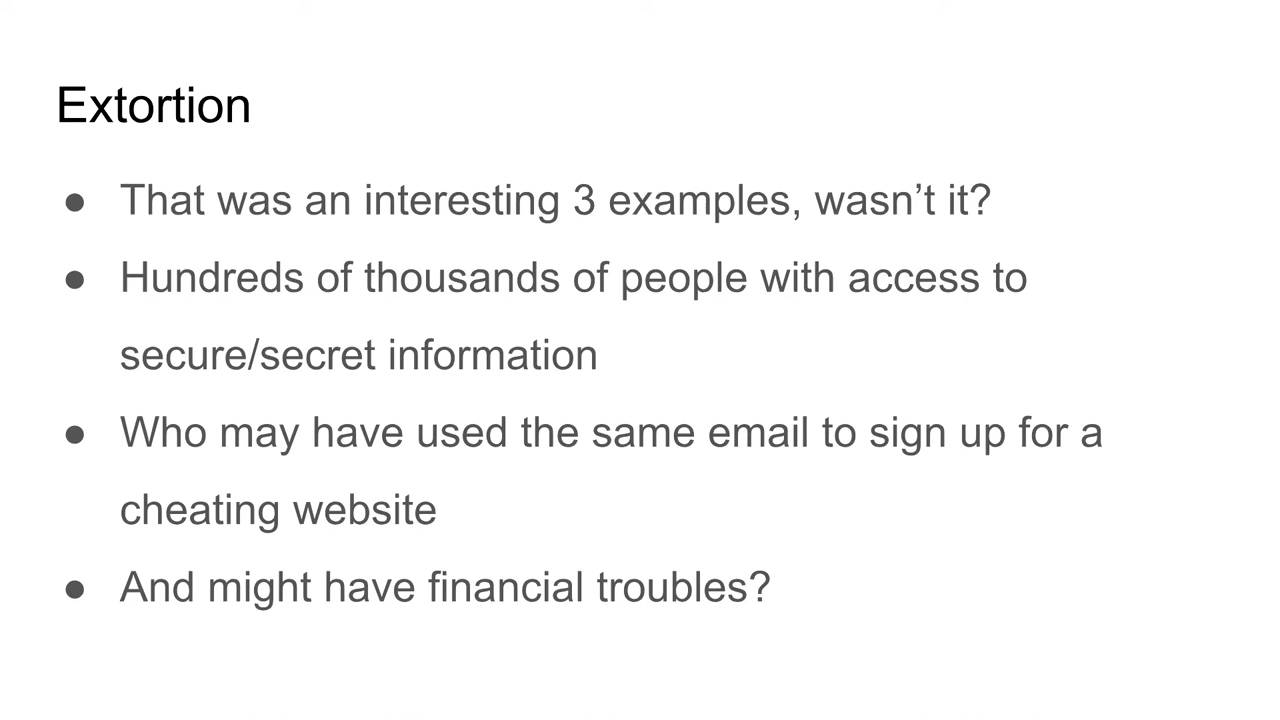 Extortion
● That was an interesting 3 examples, wasn’t it?
● Hundreds of thousands of people with access to
secure/secret information
● Who may have used the same email to sign up for a
cheating website
● And might have financial troubles?